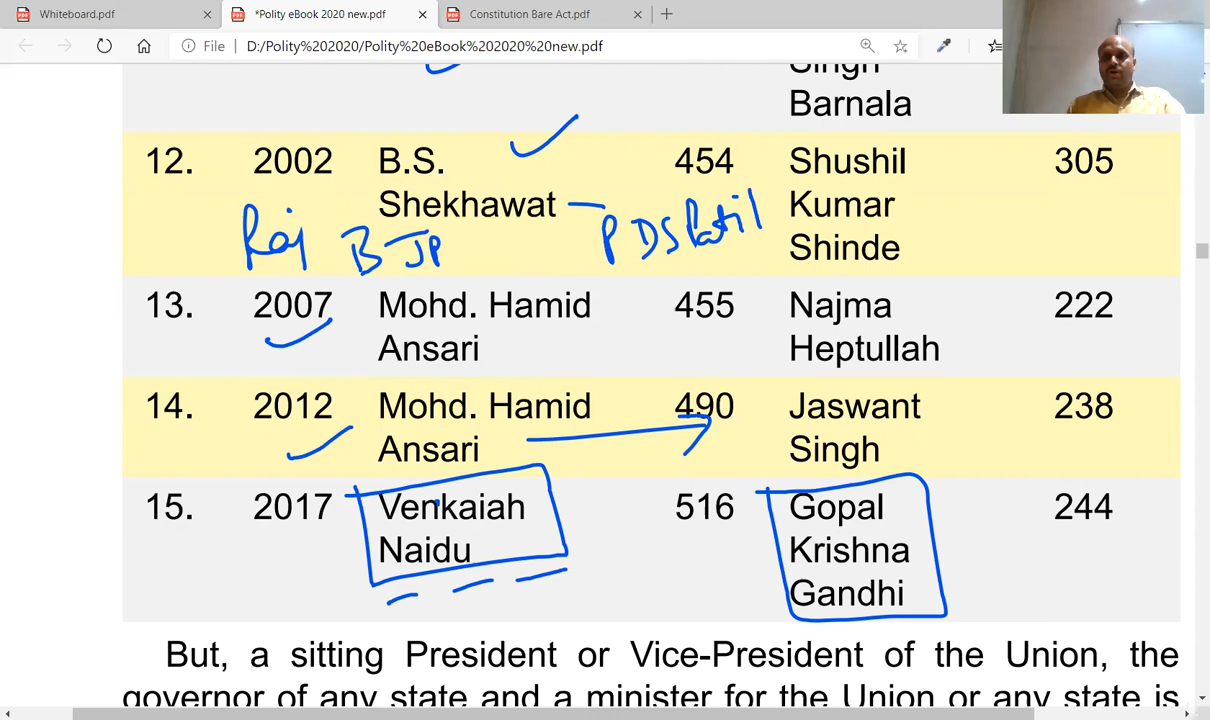 Whiteboard.pdf
*Polity eBook 2020 new.pdf
Constitution Bare Act.pdf
File
D:/Polity%202020/Polity%20eBook%202020%20new.pdf
Singh
Barnala
12. 2002 B.S. Shekhawat 454 Shushil Kumar Shinde 305
Raj BJP
P DS Patil
13. 2007 Mohd. Hamid Ansari 455 Najma Heptullah 222
14. 2012 Mohd. Hamid Ansari 490 Jaswant Singh 238
15. 2017 Venkaiah Naidu 516 Gopal Krishna Gandhi 244
But, a sitting President or Vice-President of the Union, the
governor of any state and a minister for the Union or any state is